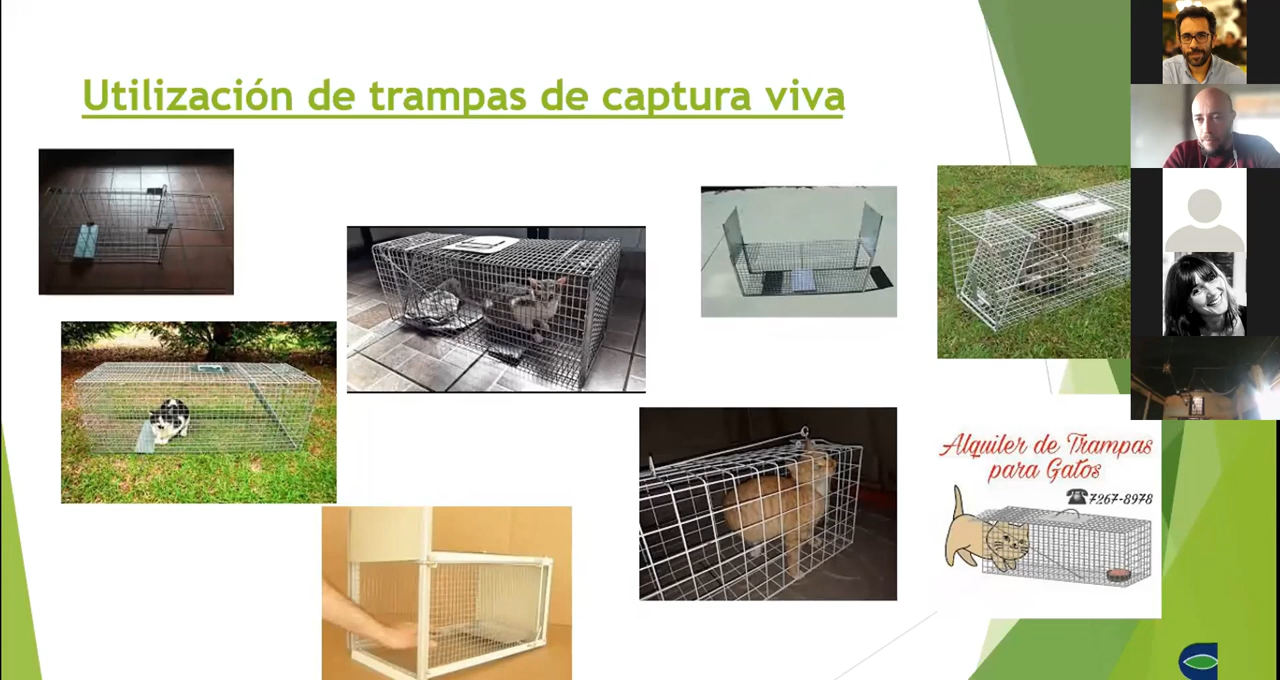 Utilización de trampas de captura viva
Alquiler de Trampas
para Gatos
7267-8978